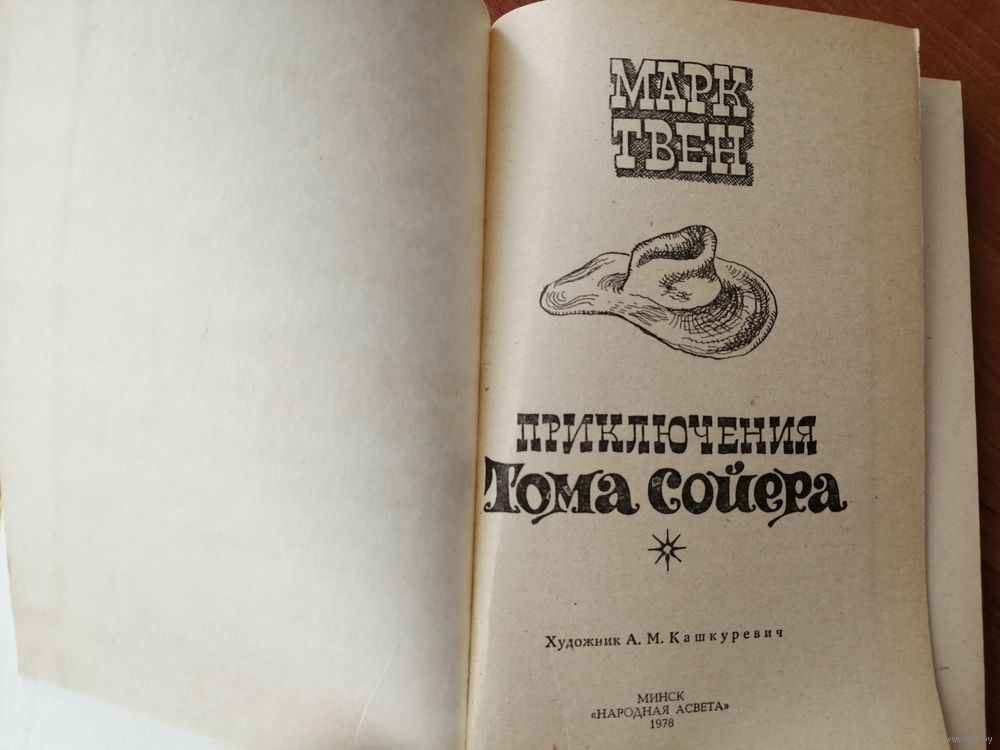 МАРК
ТВЕН
ПРИКЛЮЧЕНИЯ
ТОМА СОЙЕРА
Художник А. М. Кашкуревич
МИНСК
«НАРОДНАЯ АСВЕТА»
1978